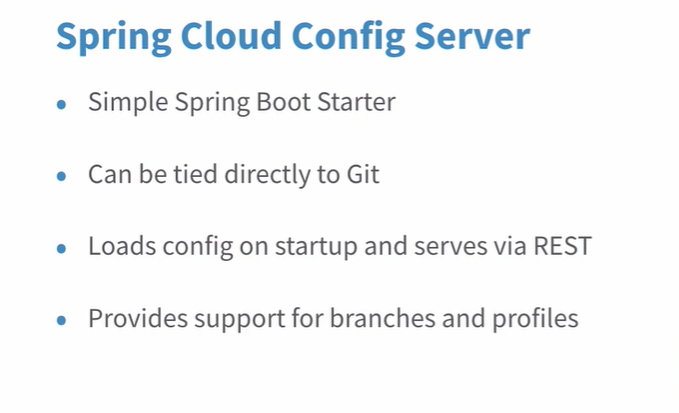 Spring Cloud Config Server
• Simple Spring Boot Starter
• Can be tied directly to Git
• Loads config on startup and serves via REST
• Provides support for branches and profiles